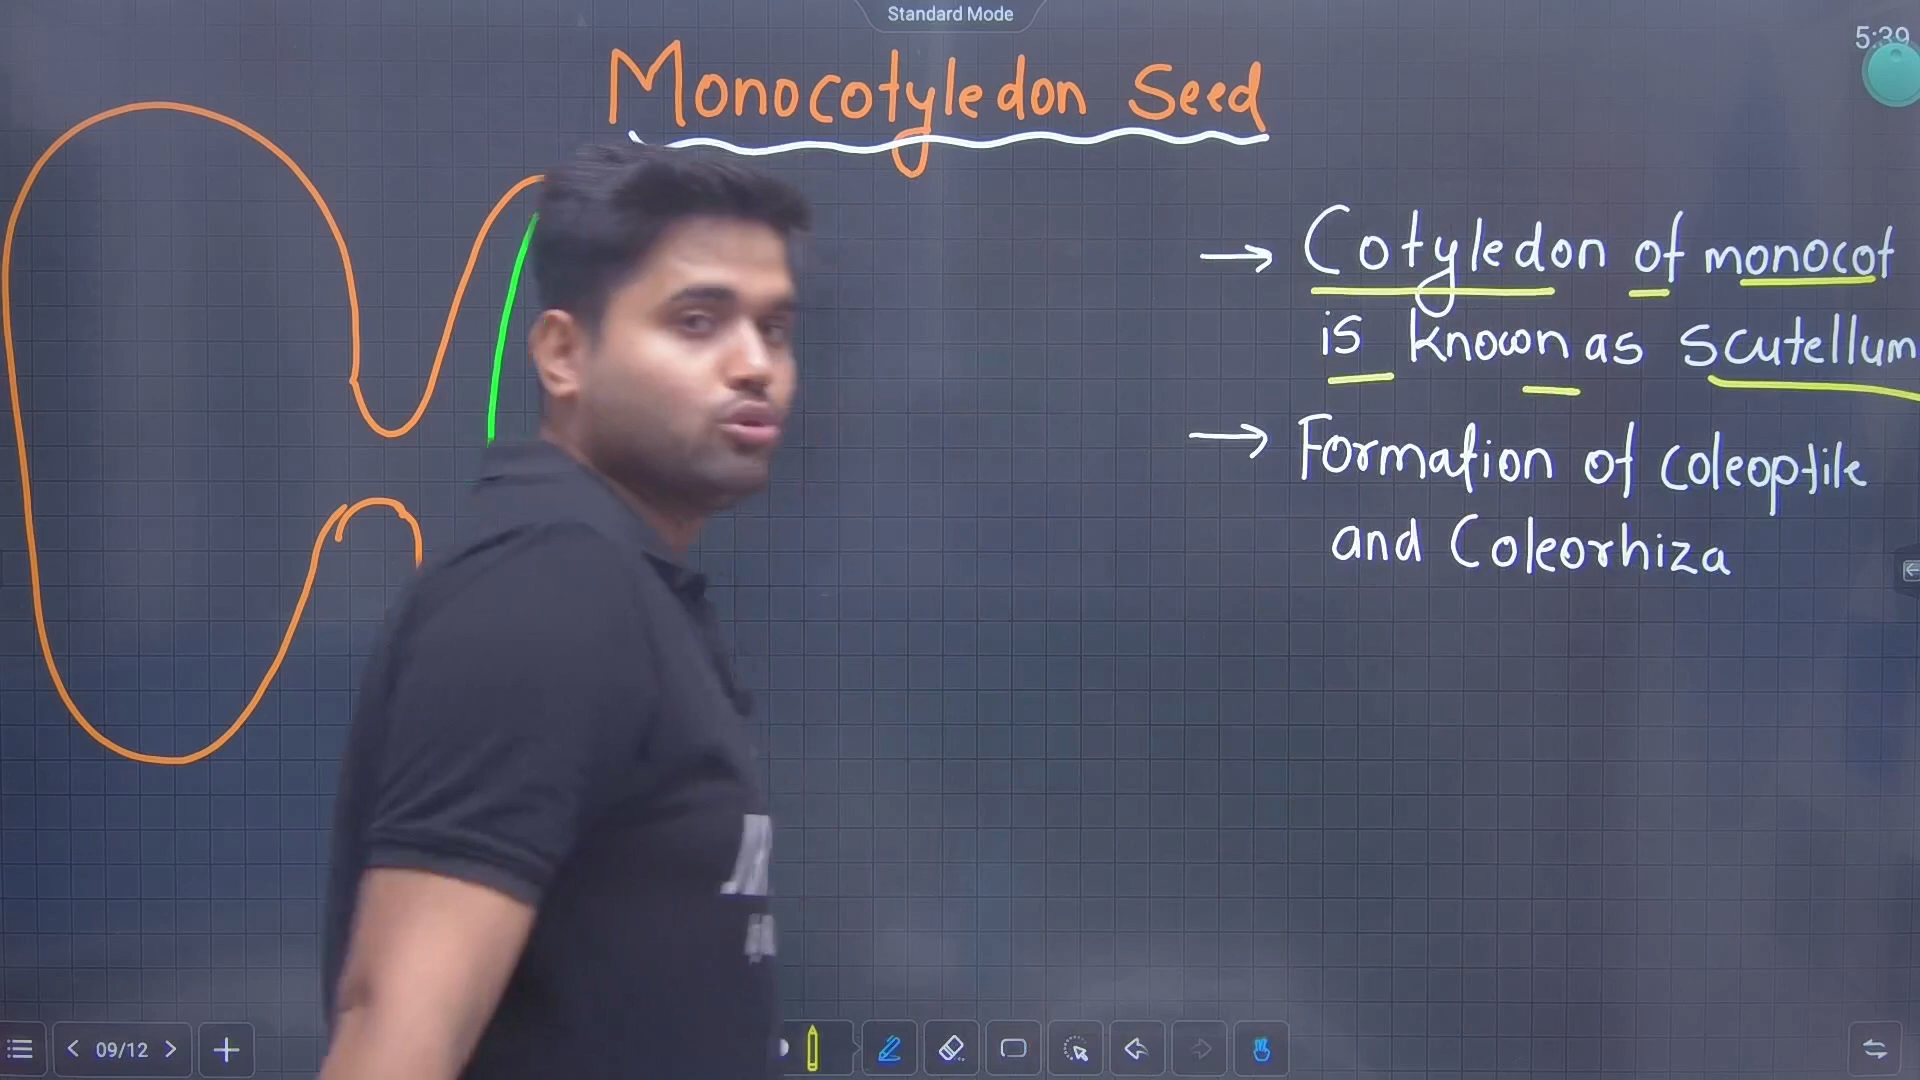 Standard Mode
5:39
Monocotyledon Seed
→ Cotyledon of monocot
is known as scutellum
→ Formation of coleoptile
and Coleorhiza
09/12